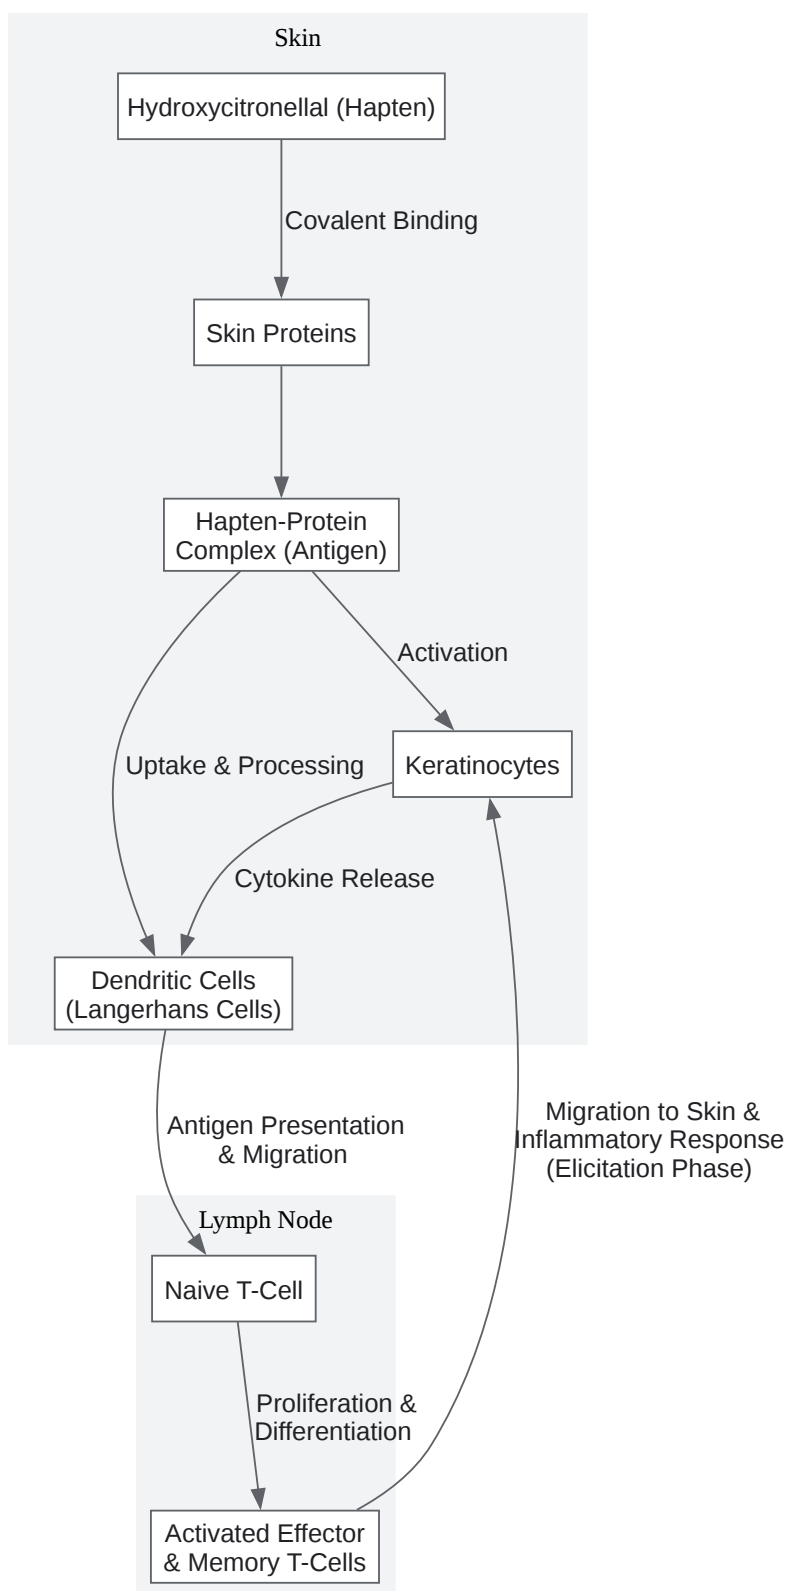 Skin
Hydroxycitronellal (Hapten)
Covalent Binding
Skin Proteins
Hapten-Protein
Complex (Antigen)
Activation
Uptake & Processing
Keratinocytes
Cytokine Release
Dendritic Cells
(Langerhans Cells)
Antigen Presentation
& Migration
Migration to Skin &
Inflammatory Response
(Elicitation Phase)
Lymph Node
Naive T-Cell
Proliferation &
Differentiation
Activated Effector
& Memory T-Cells